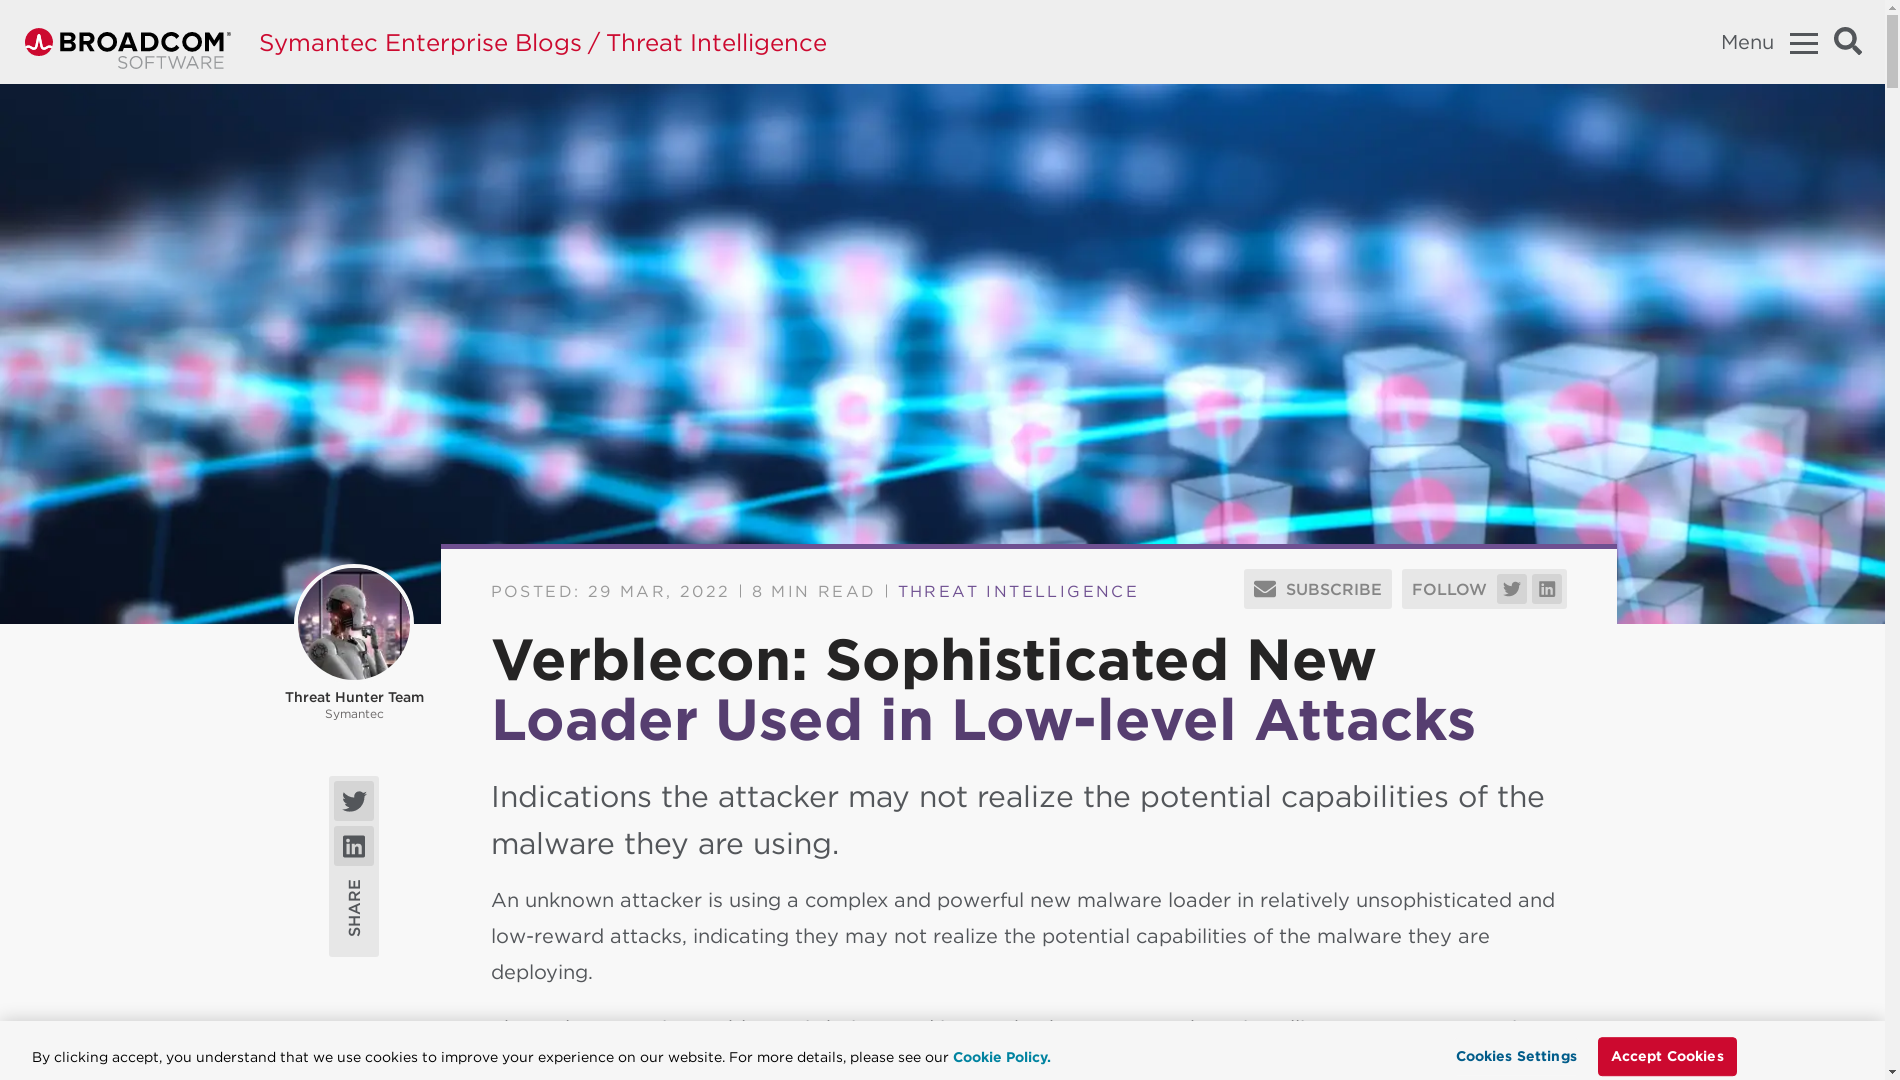 BROADCOM
SOFTWARE
Symantec Enterprise Blogs / Threat Intelligence
Menu
POSTED: 29 MAR, 2022 | 8 MIN READ | THREAT INTELLIGENCE
SUBSCRIBE
FOLLOW
Verblecon: Sophisticated New
Loader Used in Low-level Attacks
Threat Hunter Team
Symantec
Indications the attacker may not realize the potential capabilities of the
malware they are using.
SHARE
An unknown attacker is using a complex and powerful new malware loader in relatively unsophisticated and
low-reward attacks, indicating they may not realize the potential capabilities of the malware they are
deploying.
By clicking accept, you understand that we use cookies to improve your experience on our website. For more details, please see our Cookie Policy.
Cookies Settings
Accept Cookies